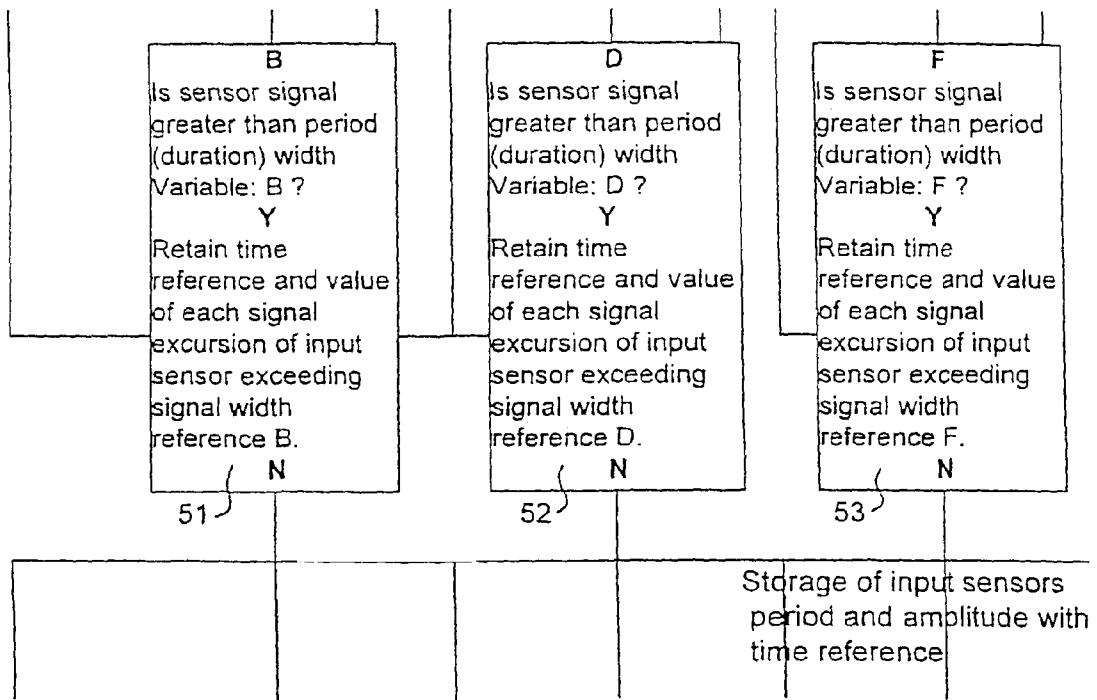 B
Is sensor signal
greater than period
(duration) width
Variable: B ?
Y
Retain time
reference and value
of each signal
excursion of input
sensor exceeding
signal width
reference B.
N
51
D
Is sensor signal
greater than period
(duration) width
Variable: D ?
Y
Retain time
reference and value
of each signal
excursion of input
sensor exceeding
signal width
reference D.
N
52
F
Is sensor signal
greater than period
(duration) width
Variable: F ?
Y
Retain time
reference and value
of each signal
excursion of input
sensor exceeding
signal width
reference F.
N
53
Storage of input sensors
period and amplitude with
time reference